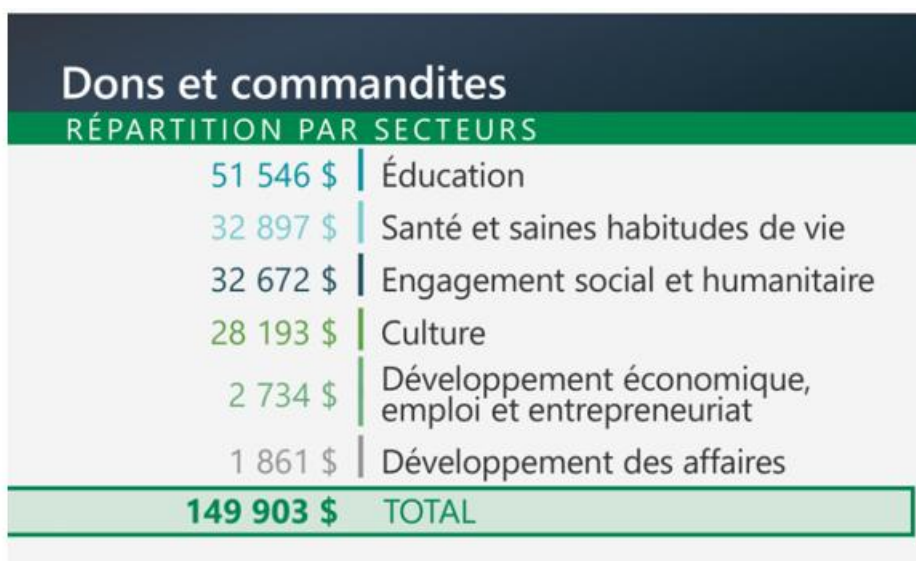 Dons et commandites
RÉPARTITION PAR SECTEURS
51 546 $ Éducation
32 897 $ Santé et saines habitudes de vie
32 672 $ Engagement social et humanitaire
28 193 $ Culture
2 734 $ Développement économique,
emploi et entrepreneuriat
1 861 $ Développement des affaires
149 903 $ TOTAL